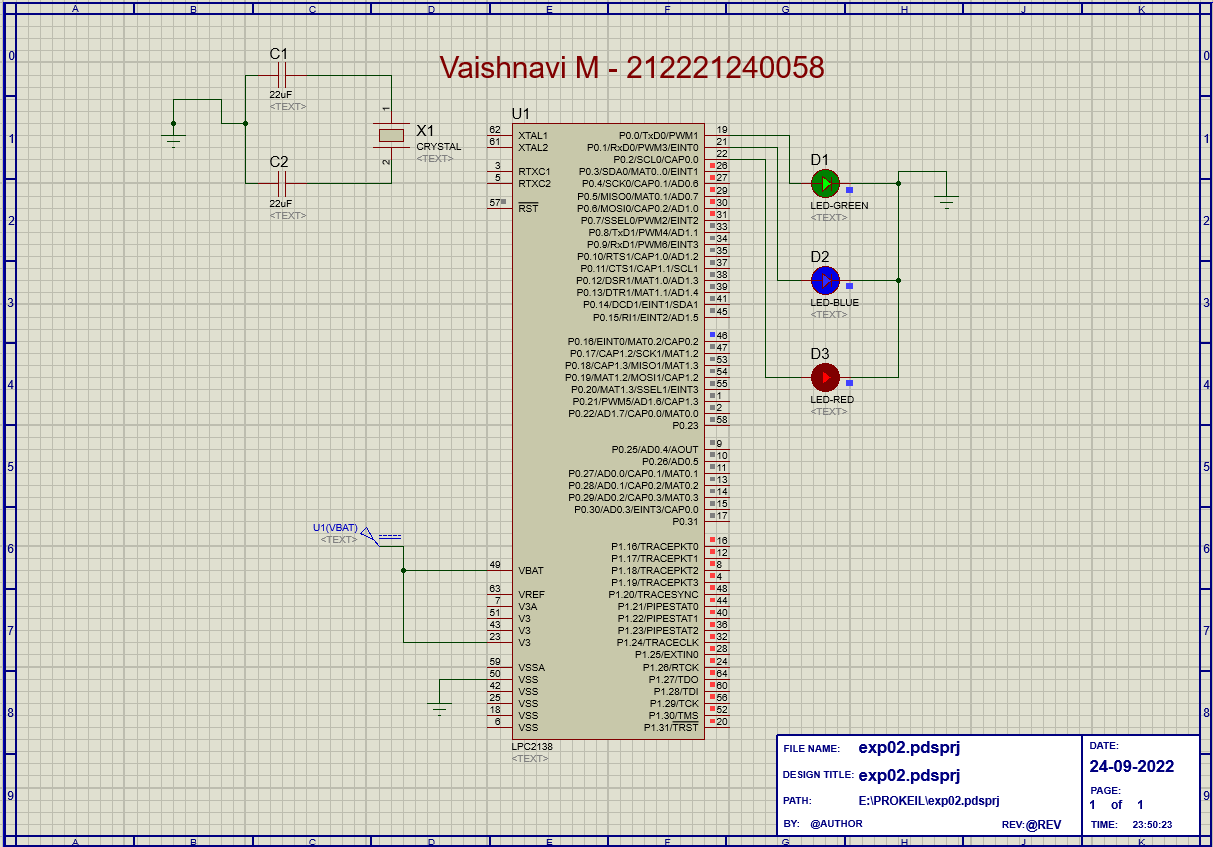 A B C D E F G H J K
0 0
1 1
2 2
3 3
4 4
5 5
6 6
7 7
8 8
9 9
Vaishnavi M - 212221240058
C1
22uF
<TEXT>
C2
22uF
<TEXT>
1
2
X1
CRYSTAL
<TEXT>
U1
62 XTAL1
61 XTAL2
3 RTXC1
5 RTXC2
57 RST
U1(VBAT)
<TEXT>
49 VBAT
63 VREF
7 V3A
51 V3
43 V3
23 V3
59 VSSA
50 VSS
42 VSS
25 VSS
18 VSS
6 VSS
P0.0/TxD0/PWM1 19
P0.1/RxD0/PWM3/EINT0 21
P0.2/SCL0/CAP0.0 22
P0.3/SDA0/MAT0..0/EINT1 26
P0.4/SCK0/CAP0.1/AD0.6 27
P0.5/MISO0/MAT0.1/AD0.7 29
P0.6/MOSI0/CAP0.2/AD1.0 30
P0.7/SSEL0/PWM2/EINT2 31
P0.8/TxD1/PWM4/AD1.1 33
P0.9/RxD1/PWM6/EINT3 34
P0.10/RTS1/CAP1.0/AD1.2 35
P0.11/CTS1/CAP1.1/SCL1 37
P0.12/DSR1/MAT1.0/AD1.3 38
P0.13/DTR1/MAT1.1/AD1.4 39
P0.14/DCD1/EINT1/SDA1 41
P0.15/RI1/EINT2/AD1.5 45
P0.16/EINT0/MAT0.2/CAP0.2 46
P0.17/CAP1.2/SCK1/MAT1.2 47
P0.18/CAP1.3/MISO1/MAT1.3 53
P0.19/MAT1.2/MOSI1/CAP1.2 54
P0.20/MAT1.3/SSEL1/EINT3 55
P0.21/PWM5/AD1.6/CAP1.3 1
P0.22/AD1.7/CAP0.0/MAT0.0 2
P0.23 58
P0.25/AD0.4/AOUT 9
P0.26/AD0.5 10
P0.27/AD0.0/CAP0.1/MAT0.1 11
P0.28/AD0.1/CAP0.2/MAT0.2 13
P0.29/AD0.2/CAP0.3/MAT0.3 14
P0.30/AD0.3/EINT3/CAP0.0 15
P0.31 17
P1.16/TRACEPKT0 16
P1.17/TRACEPKT1 12
P1.18/TRACEPKT2 8
P1.19/TRACEPKT3 4
P1.20/TRACESYNC 48
P1.21/PIPESTAT0 44
P1.22/PIPESTAT1 40
P1.23/PIPESTAT2 36
P1.24/TRACECLK 32
P1.25/EXTIN0 28
P1.26/RTCK 24
P1.27/TDO 64
P1.28/TDI 60
P1.29/TCK 56
P1.30/TMS 52
P1.31/TRST 20
LPC2138
<TEXT>
D1
LED-GREEN
<TEXT>
D2
LED-BLUE
<TEXT>
D3
LED-RED
<TEXT>
FILE NAME: exp02.pdsprj
DESIGN TITLE: exp02.pdsprj
PATH: E:\PROKEIL\exp02.pdsprj
BY: @AUTHOR REV:@REV
DATE:
24-09-2022
PAGE:
1 of 1
TIME: 23:50:23
A B C D E F G H J K